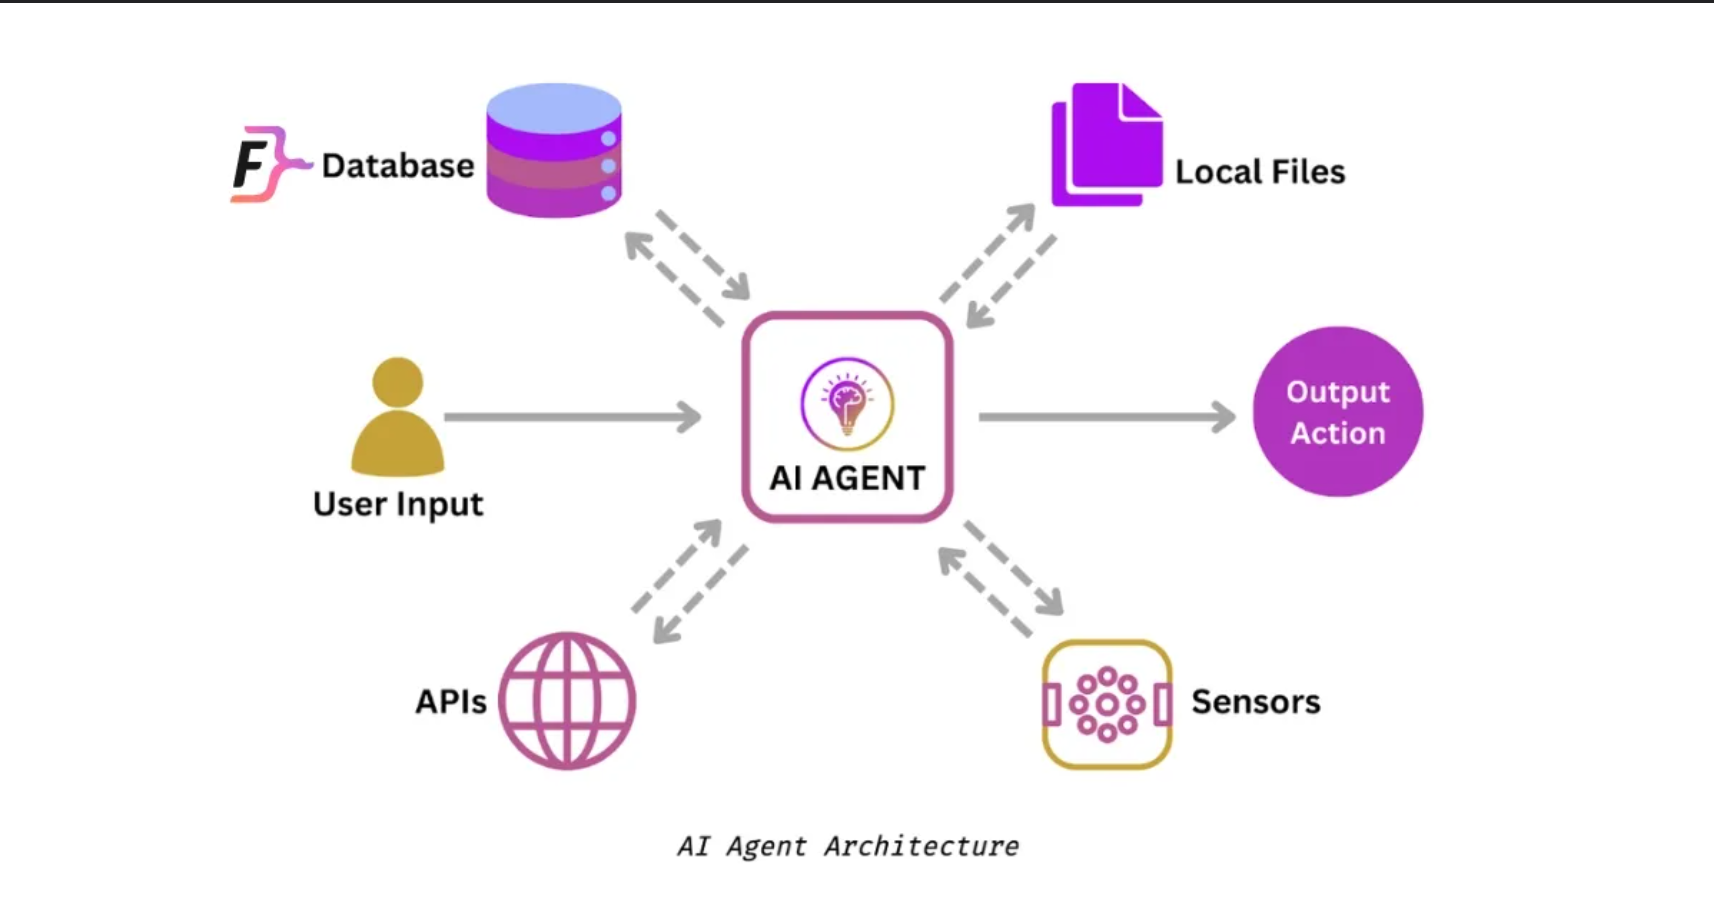 F
Database
Local Files
Output
Action
AI AGENT
User Input
APIs
Sensors
AI Agent Architecture